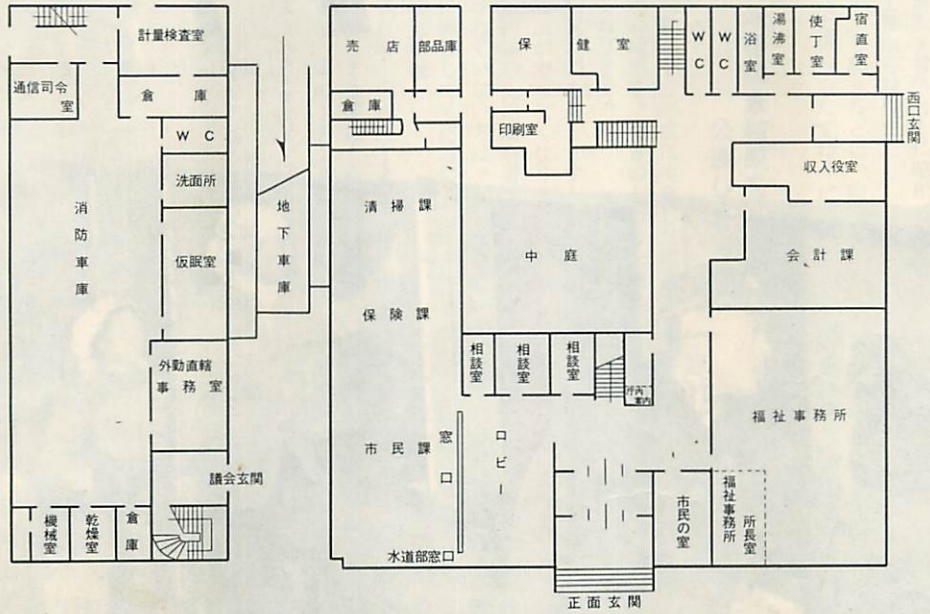 計量検査室
通信司令室
倉庫
WC
洗面所
消防車庫
仮眠室
外勤直轄
事務室
議会玄関
機械室
乾燥室
倉庫
地下車庫
売店
部品庫
倉庫
清掃課
保険課
市民課
窓口
水道部窓口
保健室
印刷室
中庭
相談室
相談室
相談室
庁内案内
ロビー
正面玄関
市民の室
WC
WC
浴室
湯沸室
使丁室
宿直室
西口玄関
収入役室
会計課
福祉事務所
福祉事務所
所長室